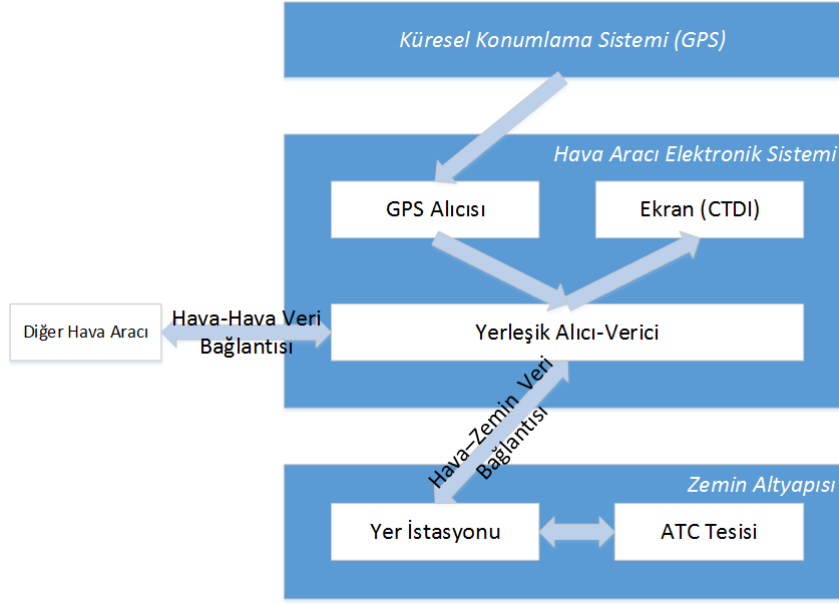 Küresel Konumlama Sistemi (GPS)
Hava Aracı Elektronik Sistemi
GPS Alıcısı
Ekran (CTDI)
Diğer Hava Aracı
Hava-Hava Veri
Bağlantısı
Yerleşik Alıcı-Verici
Hava–Zemin Veri
Bağlantısı
Zemin Altyapısı
Yer İstasyonu
ATC Tesisi